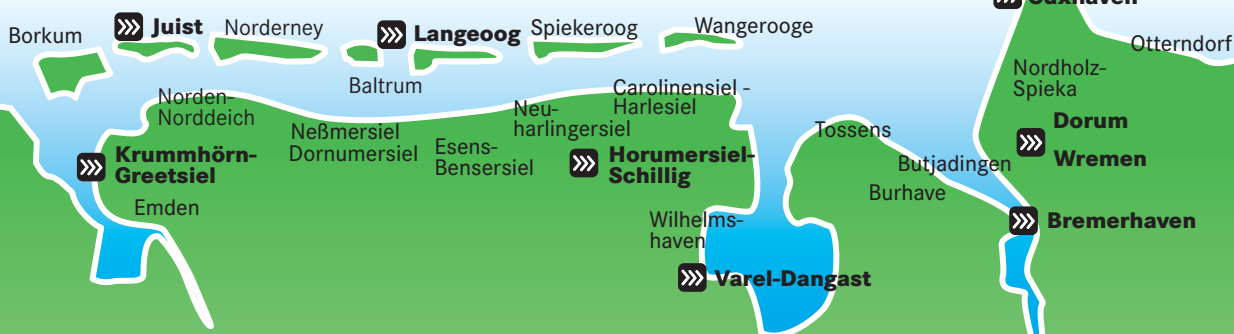 Cuxhaven
Borkum
Juist
Norderney
Langeoog
Spiekeroog
Wangerooge
Otterndorf
Baltrum
Nordholz-
Spieka
Norden-
Norddeich
Neßmersiel
Dornumersiel
Esens-
Bensersiel
Neu-
harlingersiel
Carolinensiel -
Harlesiel
Tossens
Dorum
Wremen
Krummhörn-
Greetsiel
Horumersiel-
Schillig
Butjadingen
Burhave
Emden
Wilhelms-
haven
Bremerhaven
Varel-Dangast